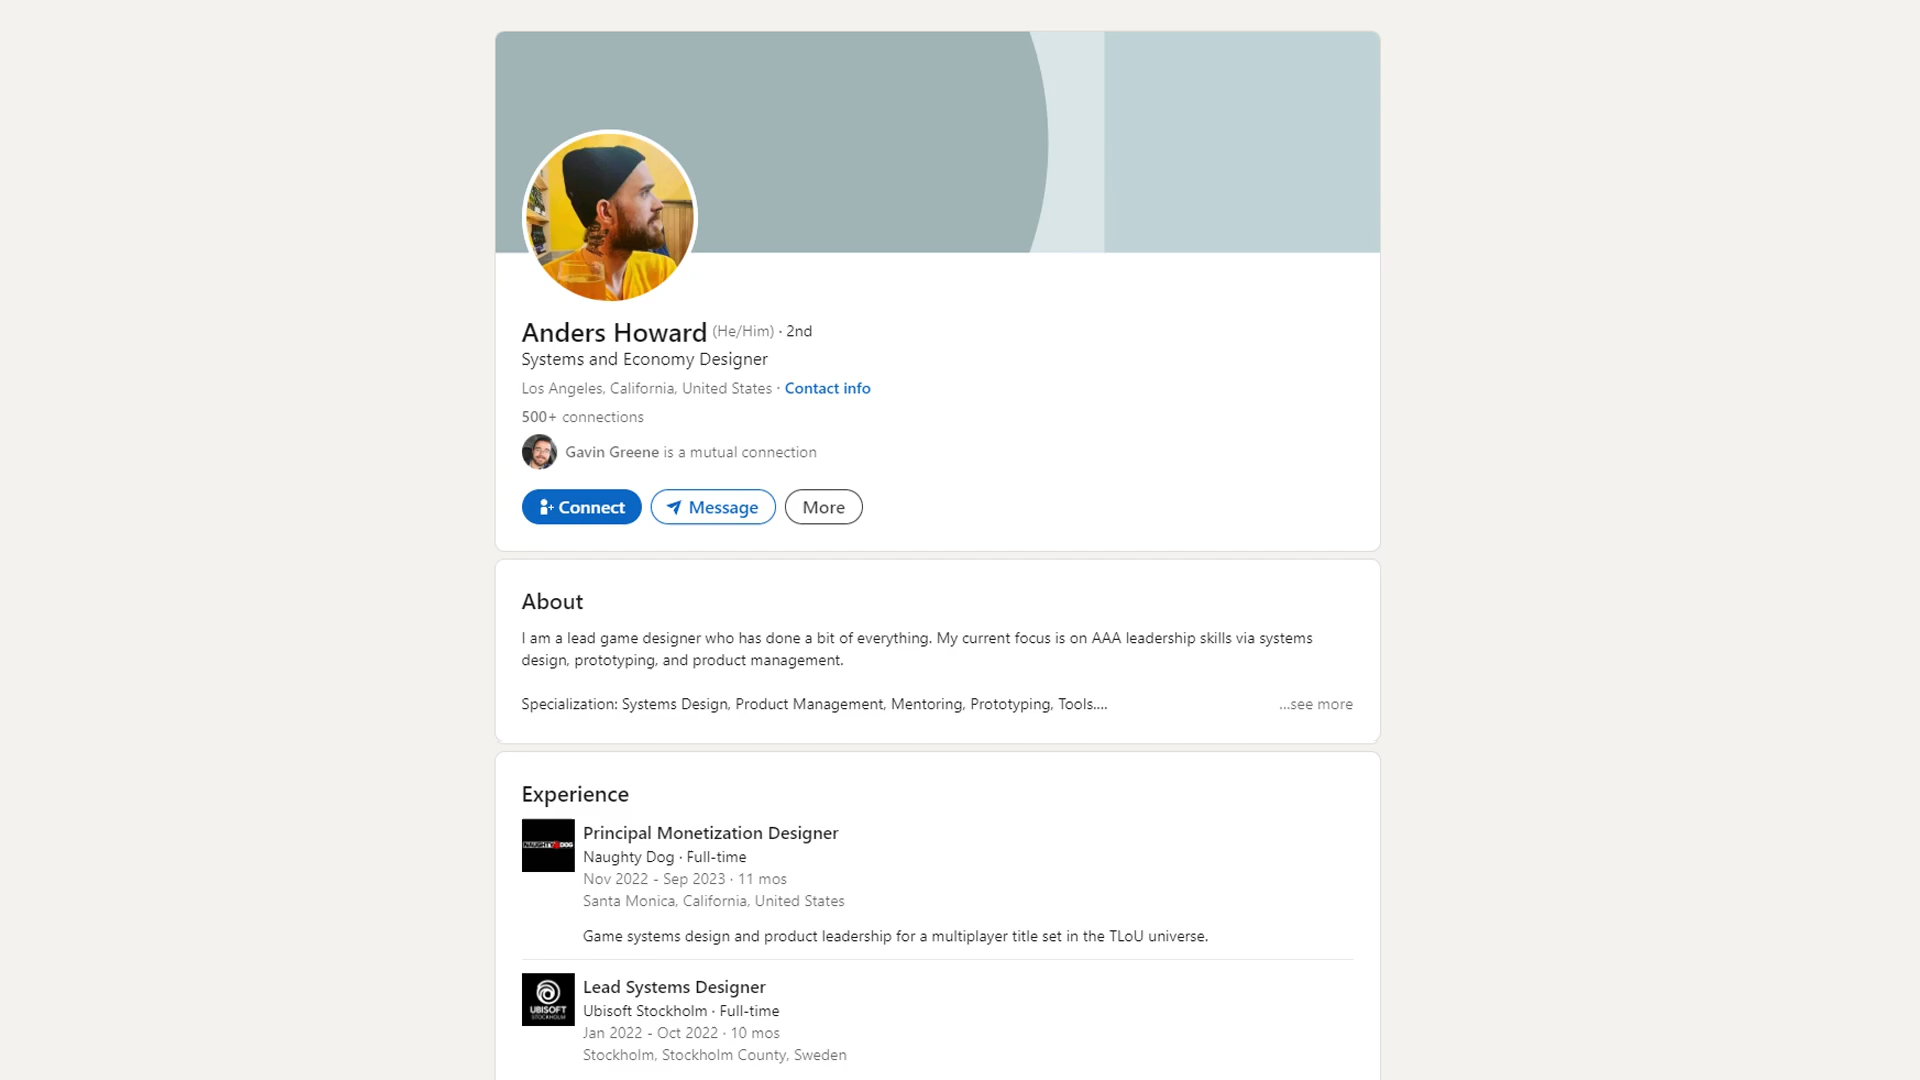 Anders Howard (He/Him) · 2nd
Systems and Economy Designer
Los Angeles, California, United States · Contact info
500+ connections
Gavin Greene is a mutual connection
Connect
Message
More
About
I am a lead game designer who has done a bit of everything. My current focus is on AAA leadership skills via systems
design, prototyping, and product management.
Specialization: Systems Design, Product Management, Mentoring, Prototyping, Tools....
...see more
Experience
NAUGHTY DOG
Principal Monetization Designer
Naughty Dog · Full-time
Nov 2022 - Sep 2023 · 11 mos
Santa Monica, California, United States
Game systems design and product leadership for a multiplayer title set in the TLoU universe.
UBISOFT
STOCKHOLM
Lead Systems Designer
Ubisoft Stockholm · Full-time
Jan 2022 - Oct 2022 · 10 mos
Stockholm, Stockholm County, Sweden